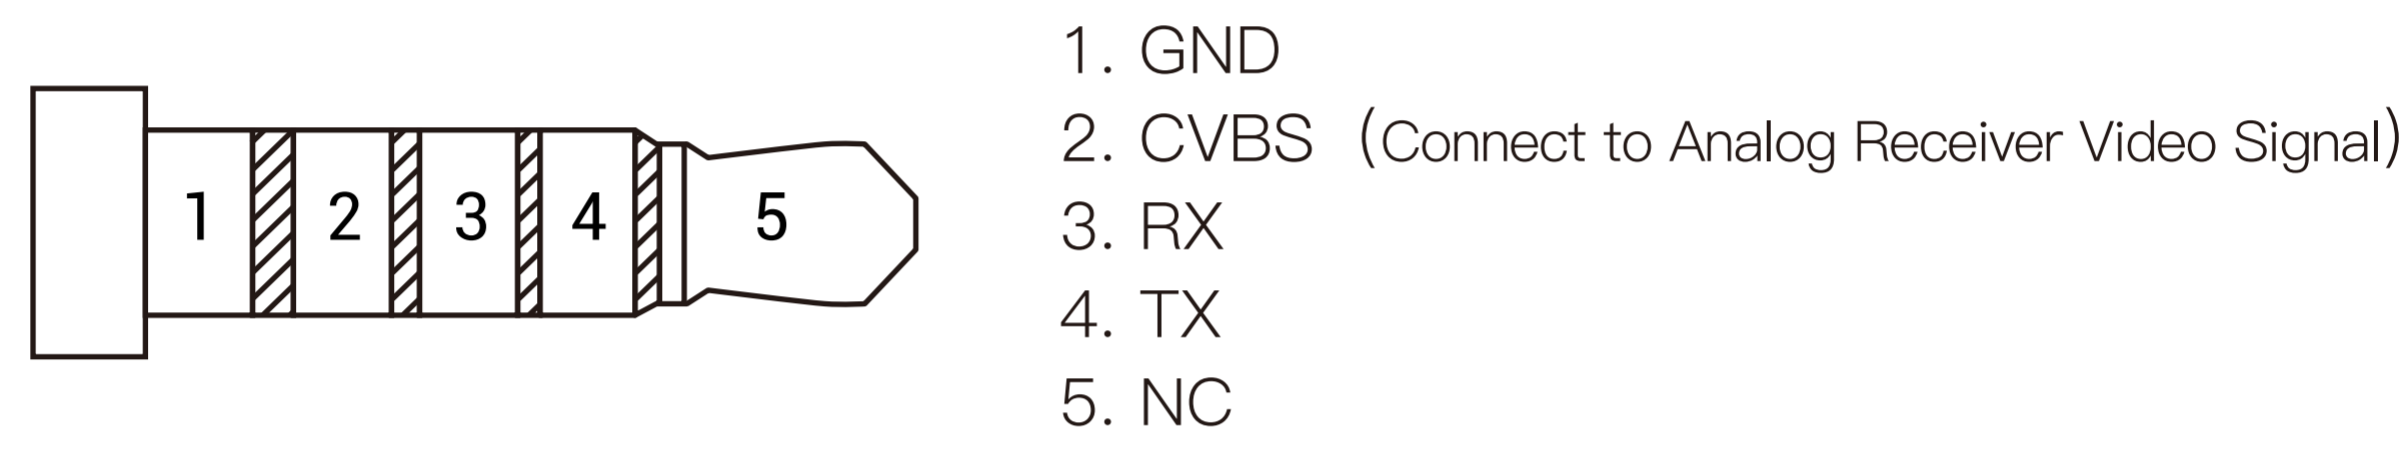 1 2 3 4 5
1. GND
2. CVBS （Connect to Analog Receiver Video Signal）
3. RX
4. TX
5. NC